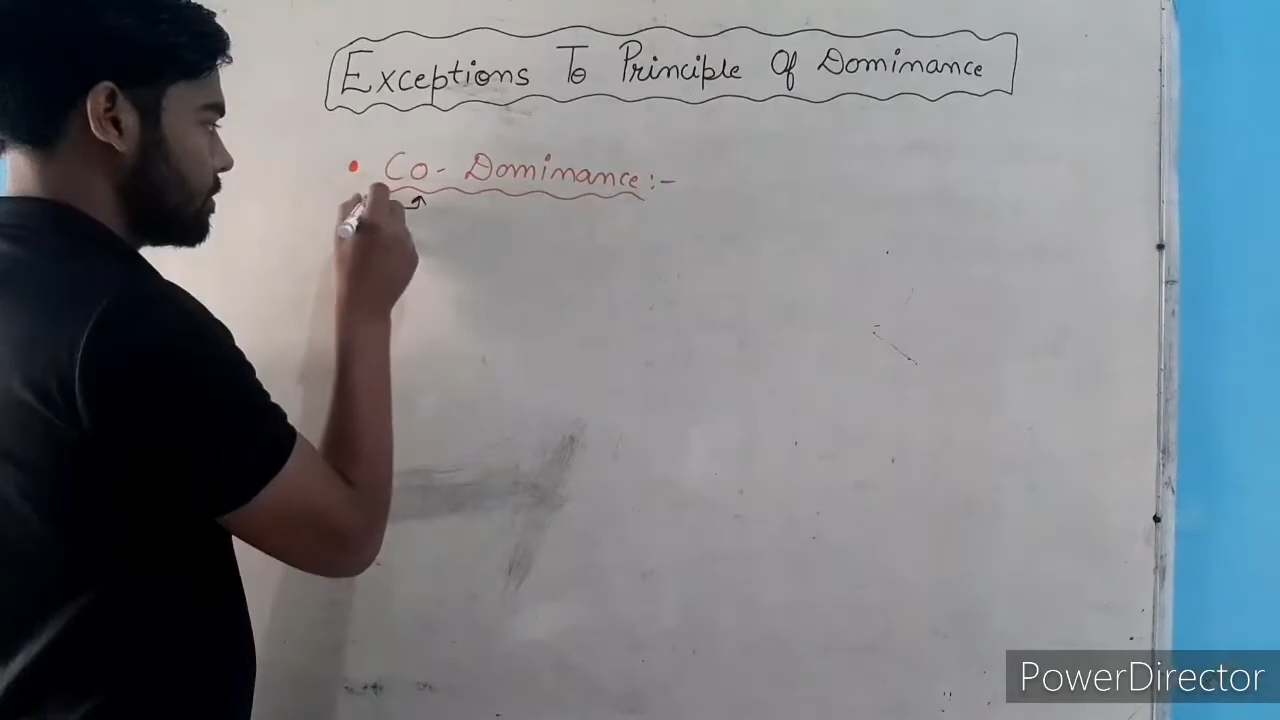 Exceptions To Principle Of Dominance
• Co-Dominance :-
PowerDirector